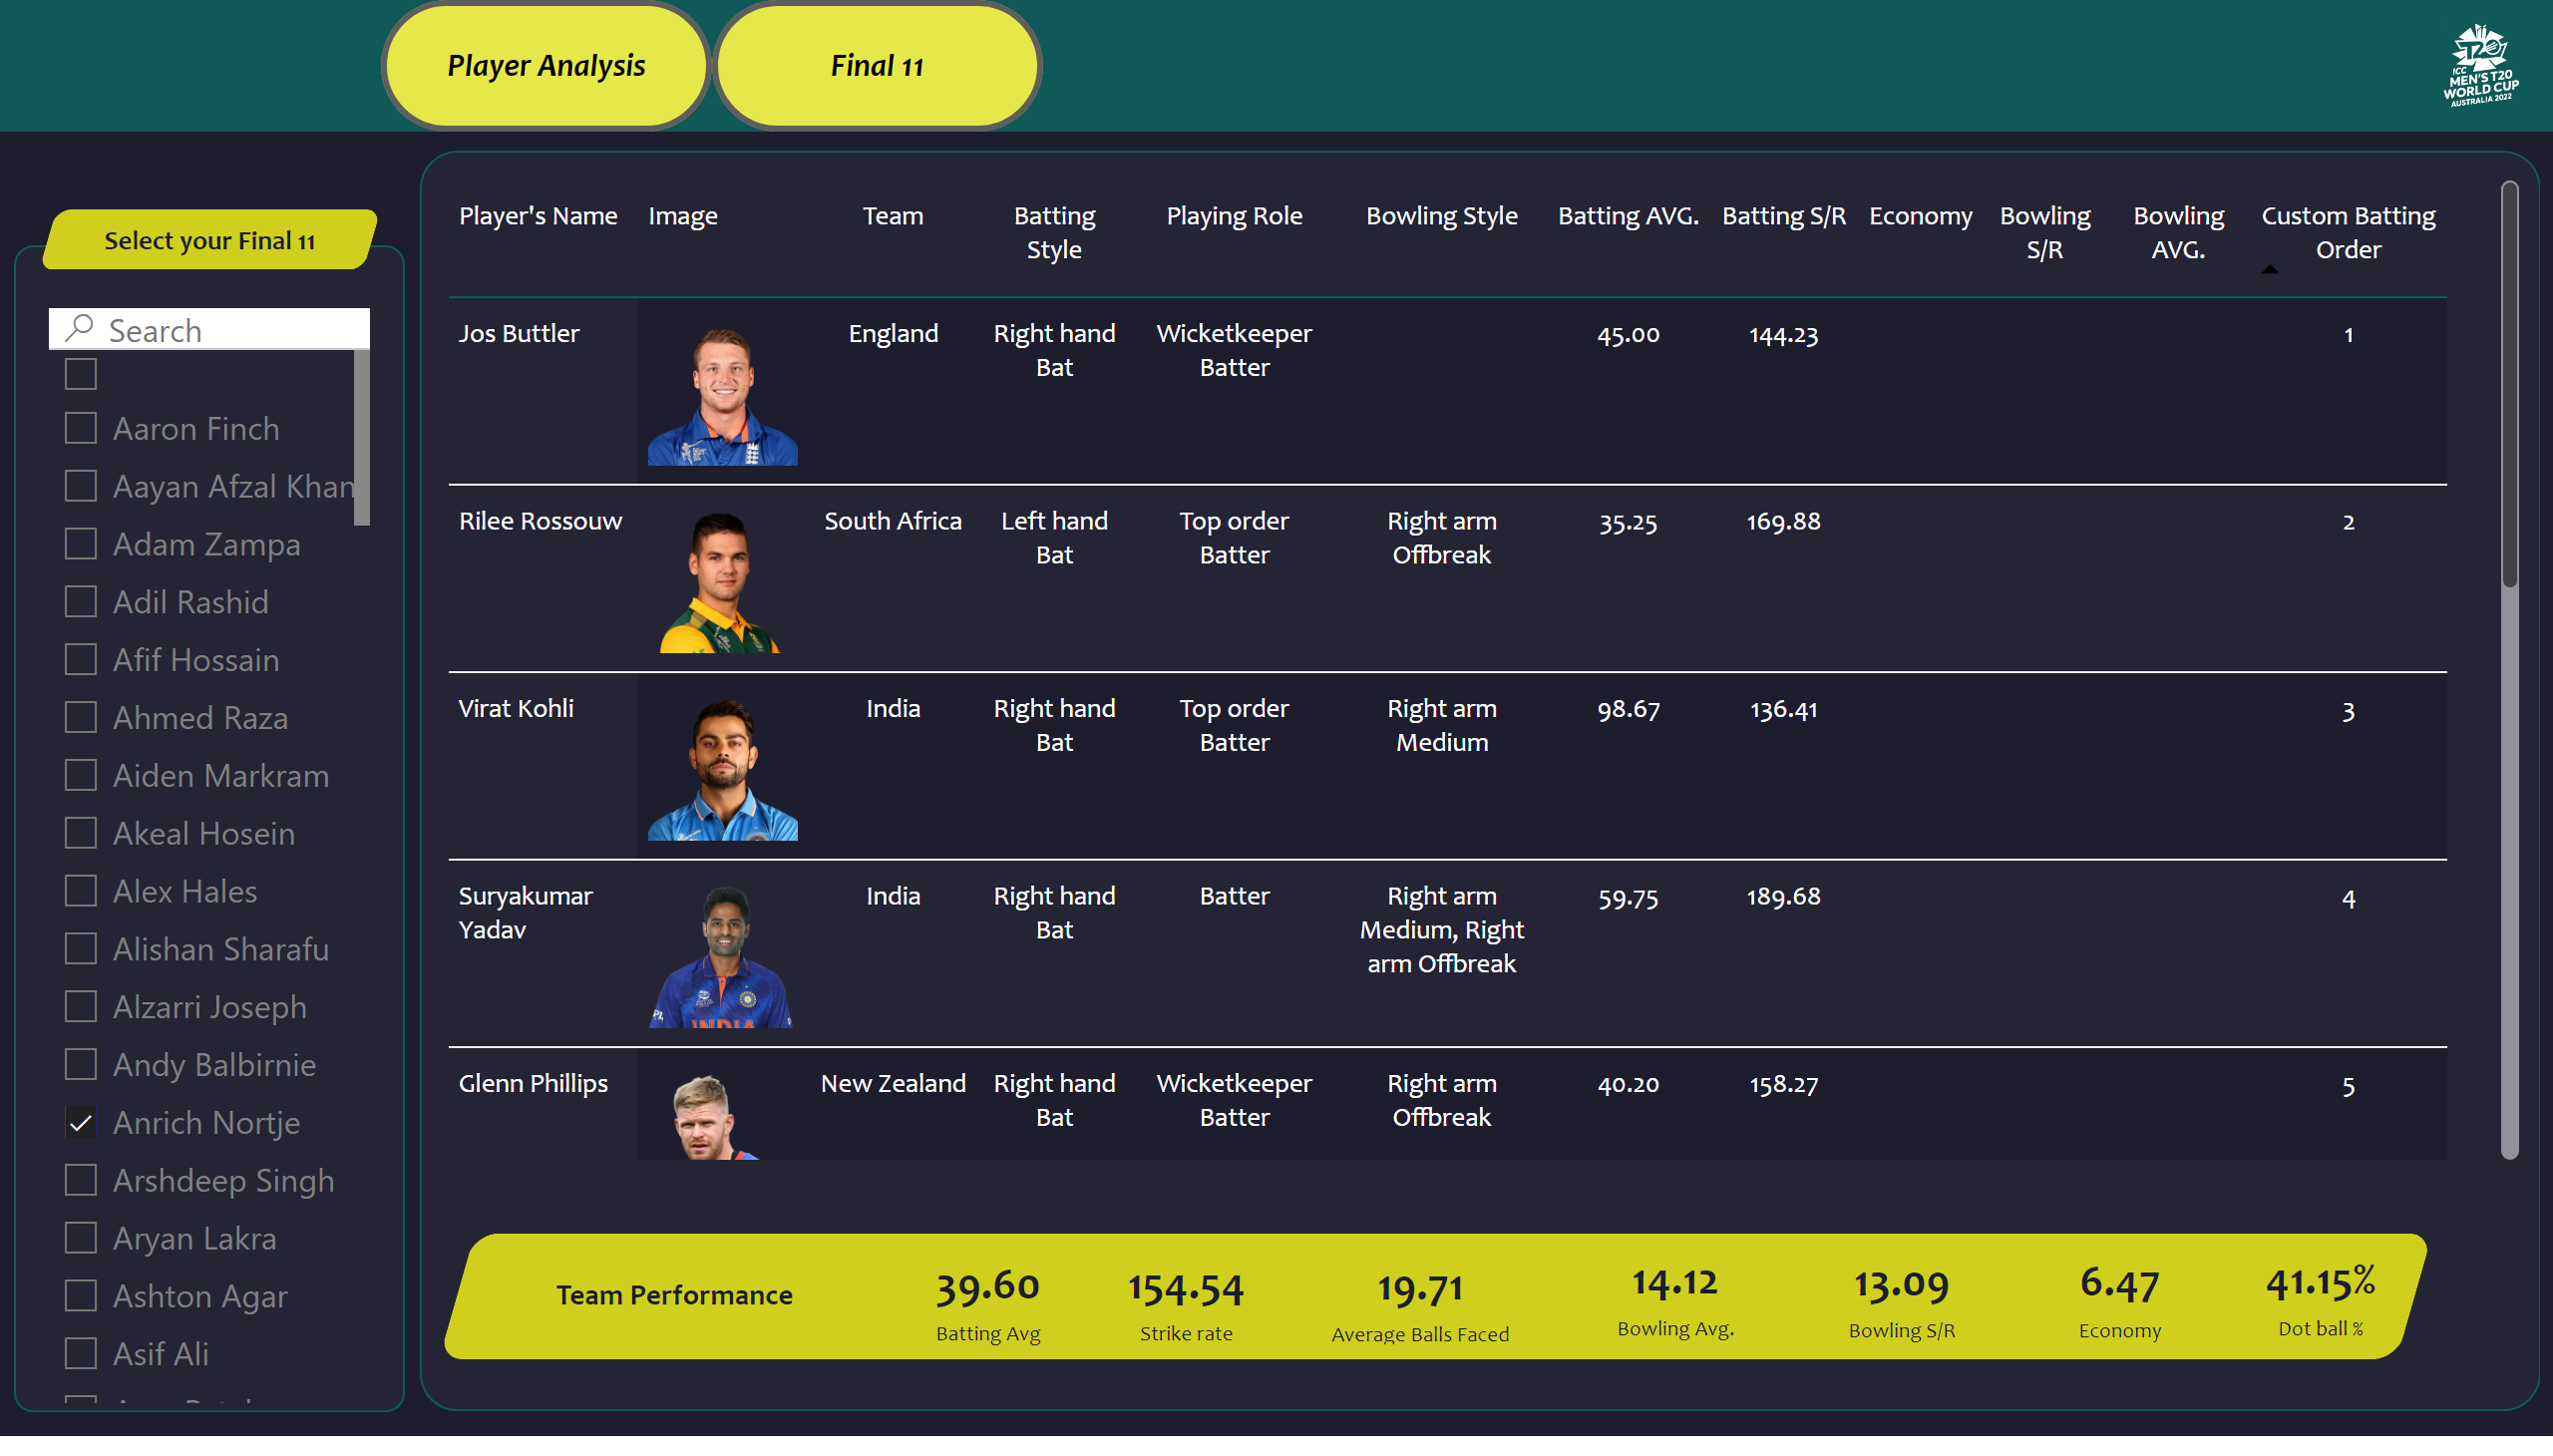 Player Analysis
Final 11
ICC
MEN'S T20
WORLD CUP
AUSTRALIA 2022
Select your Final 11
Search
Aaron Finch
Aayan Afzal Khan
Adam Zampa
Adil Rashid
Afif Hossain
Ahmed Raza
Aiden Markram
Akeal Hosein
Alex Hales
Alishan Sharafu
Alzarri Joseph
Andy Balbirnie
Anrich Nortje
Arshdeep Singh
Aryan Lakra
Ashton Agar
Asif Ali
Player's Name Image Team Batting Playing Role Bowling Style Batting AVG. Batting S/R Economy Bowling Bowling Custom Batting
Style S/R AVG. Order
Jos Buttler England Right hand Wicketkeeper 45.00 144.23 1
Bat Batter
Rilee Rossouw South Africa Left hand Top order Right arm 35.25 169.88 2
Bat Batter Offbreak
Virat Kohli India Right hand Top order Right arm 98.67 136.41 3
Bat Batter Medium
Suryakumar India Right hand Batter Right arm 59.75 189.68 4
Yadav Bat Medium, Right
arm Offbreak
INDIA
Glenn Phillips New Zealand Right hand Wicketkeeper Right arm 40.20 158.27 5
Bat Batter Offbreak
Team Performance 39.60 154.54 19.71 14.12 13.09 6.47 41.15%
Batting Avg Strike rate Average Balls Faced Bowling Avg. Bowling S/R Economy Dot ball %